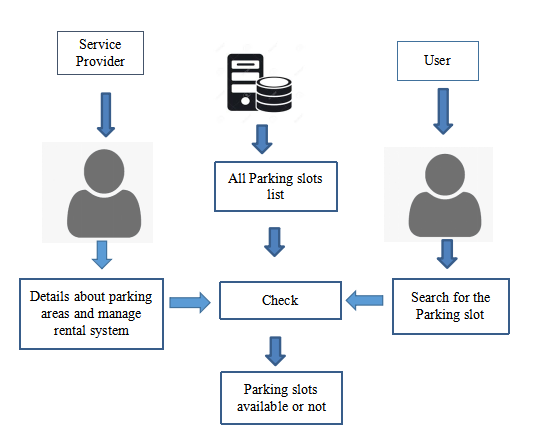 Service
Provider
User
All Parking slots
list
Details about parking
areas and manage
rental system
Check
Search for the
Parking slot
Parking slots
available or not